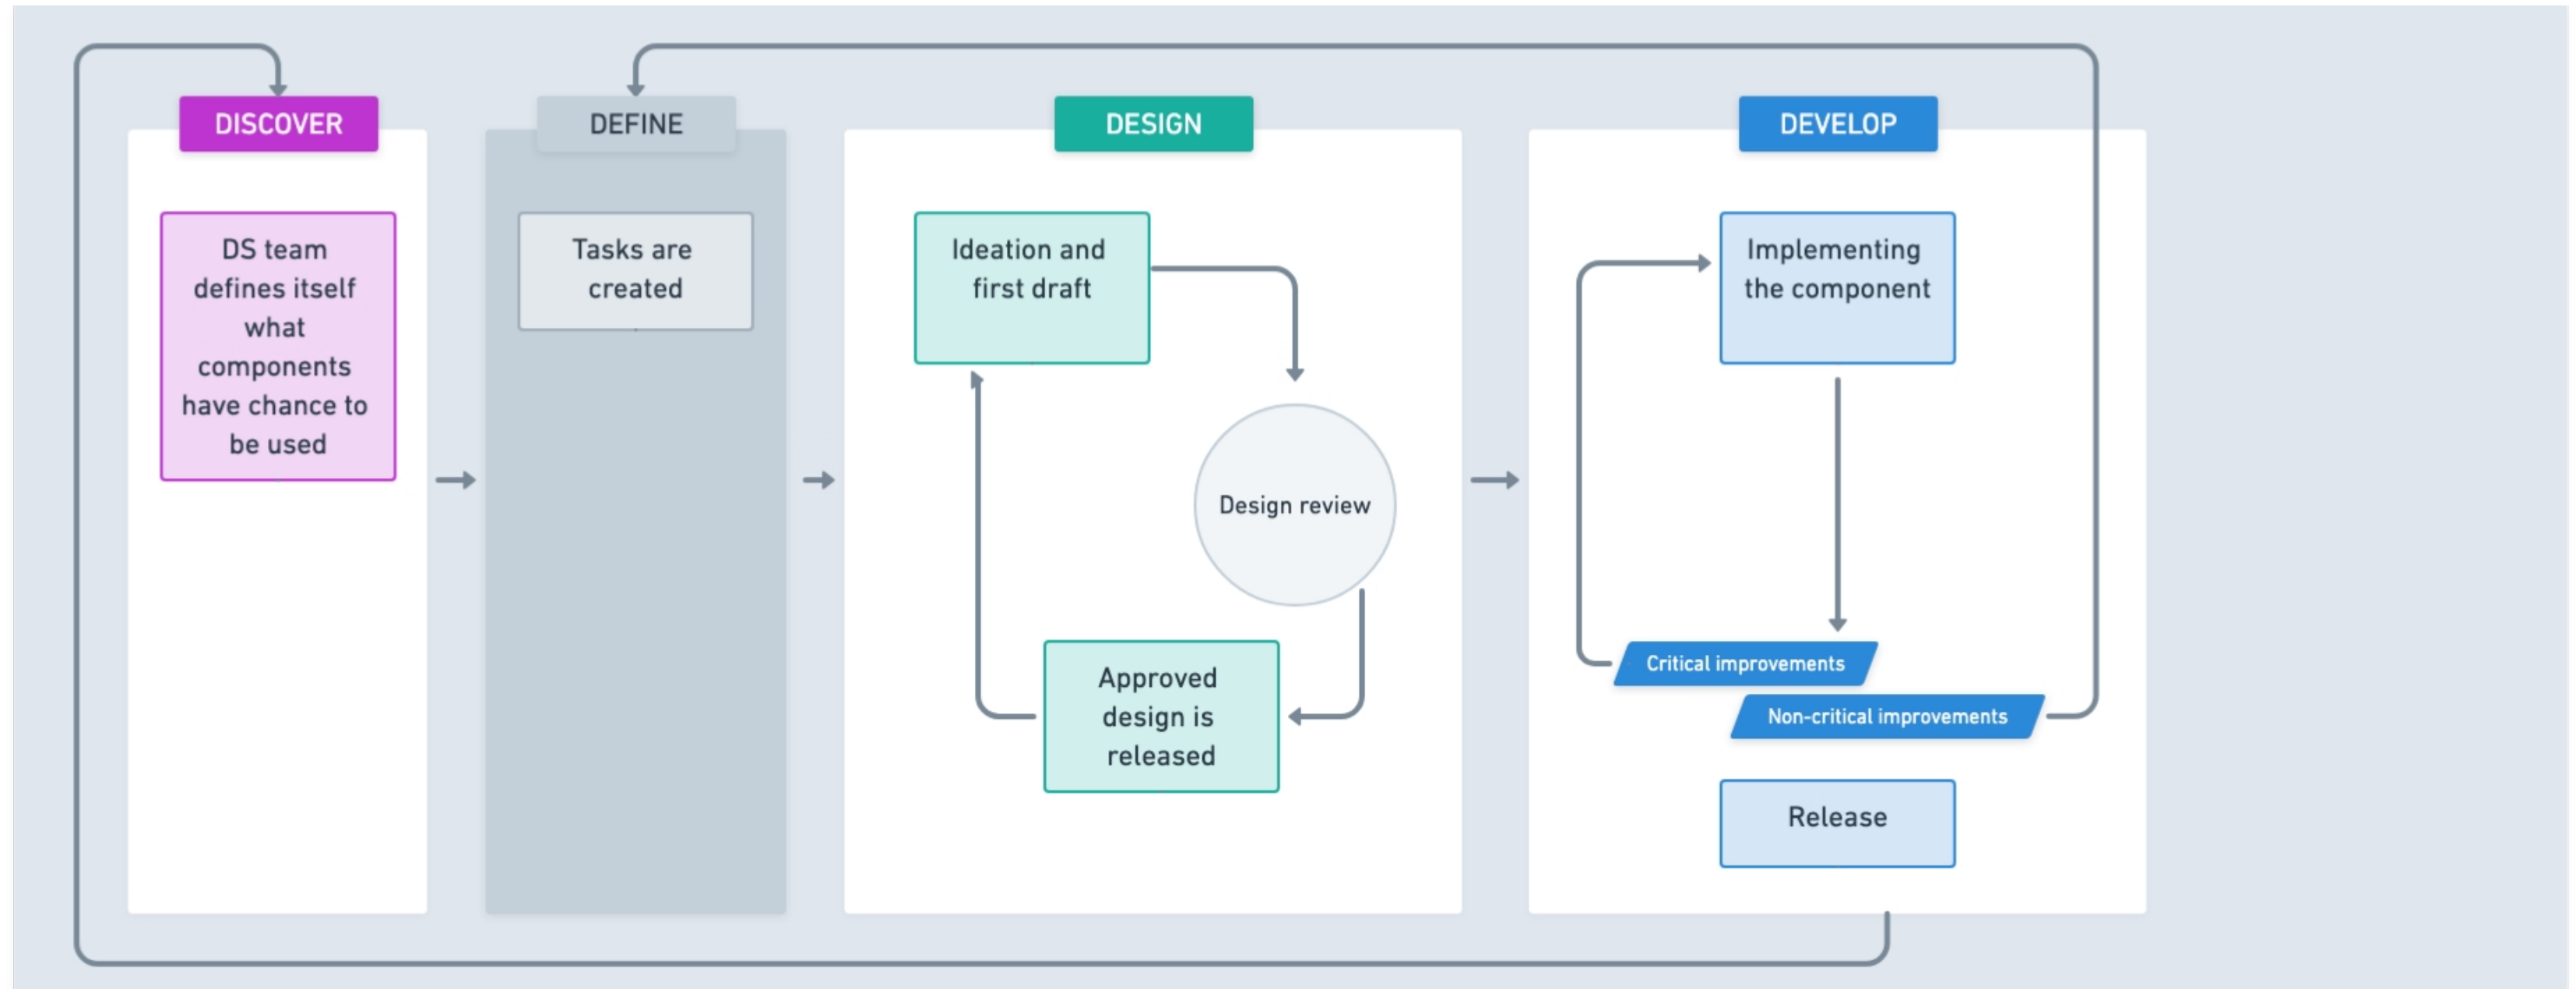 DISCOVER
DS team
defines itself
what
components
have chance to
be used
DEFINE
Tasks are
created
DESIGN
Ideation and
first draft
Design review
Approved
design is
released
DEVELOP
Implementing
the component
Critical improvements
Non-critical improvements
Release